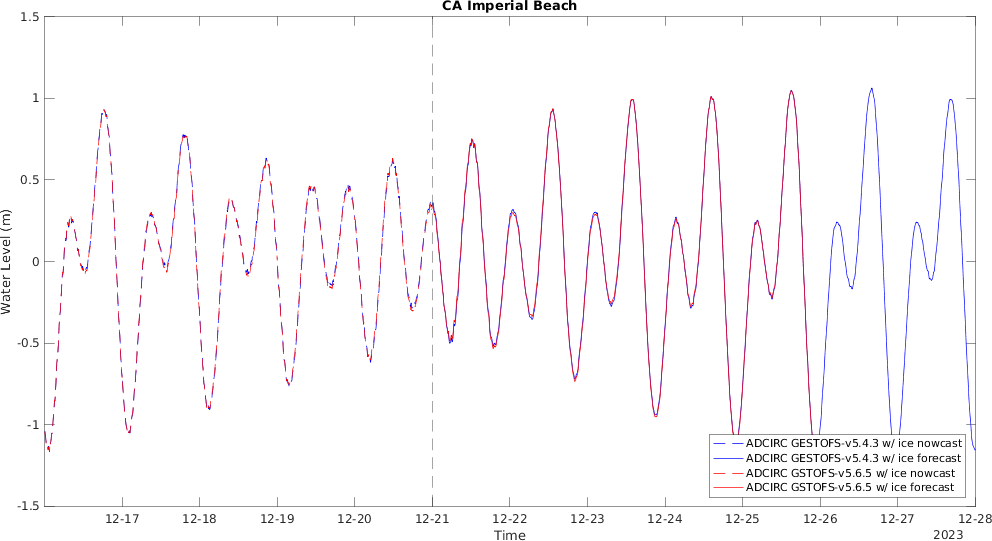 CA Imperial Beach
1.5
1
0.5
0
-0.5
-1
-1.5
Water Level (m)
12-17 12-18 12-19 12-20 12-21 12-22 12-23 12-24 12-25 12-26 12-27 12-28
Time
2023
ADCIRC GESTOFS-v5.4.3 w/ ice nowcast
ADCIRC GESTOFS-v5.4.3 w/ ice forecast
ADCIRC GSTOFS-v5.6.5 w/ ice nowcast
ADCIRC GSTOFS-v5.6.5 w/ ice forecast